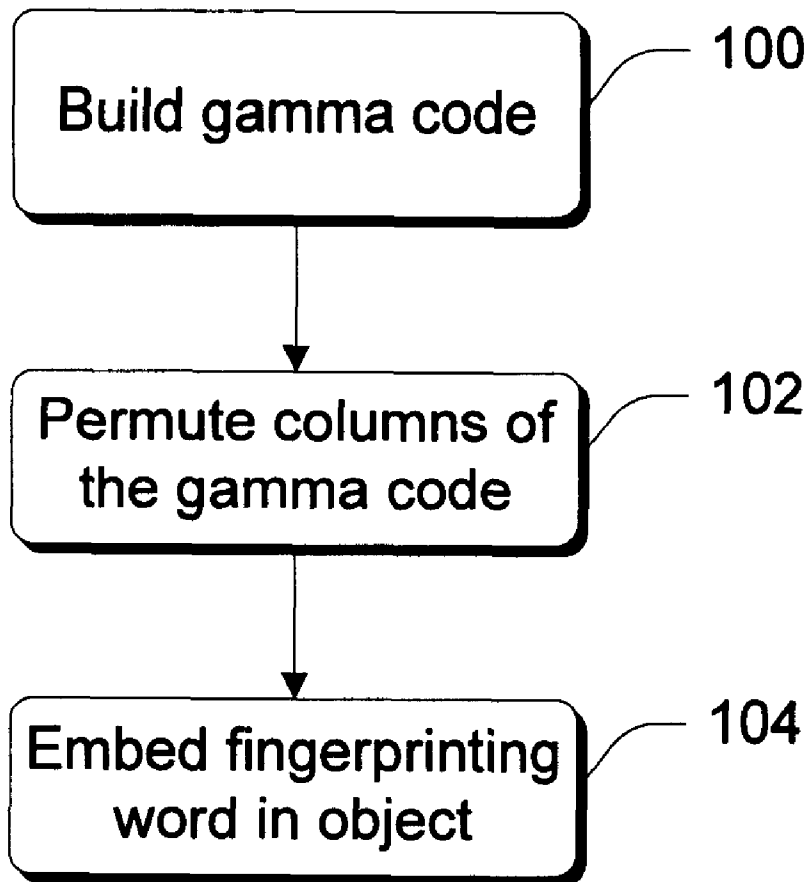 Build gamma code
100
Permute columns of
the gamma code
102
Embed fingerprinting
word in object
104